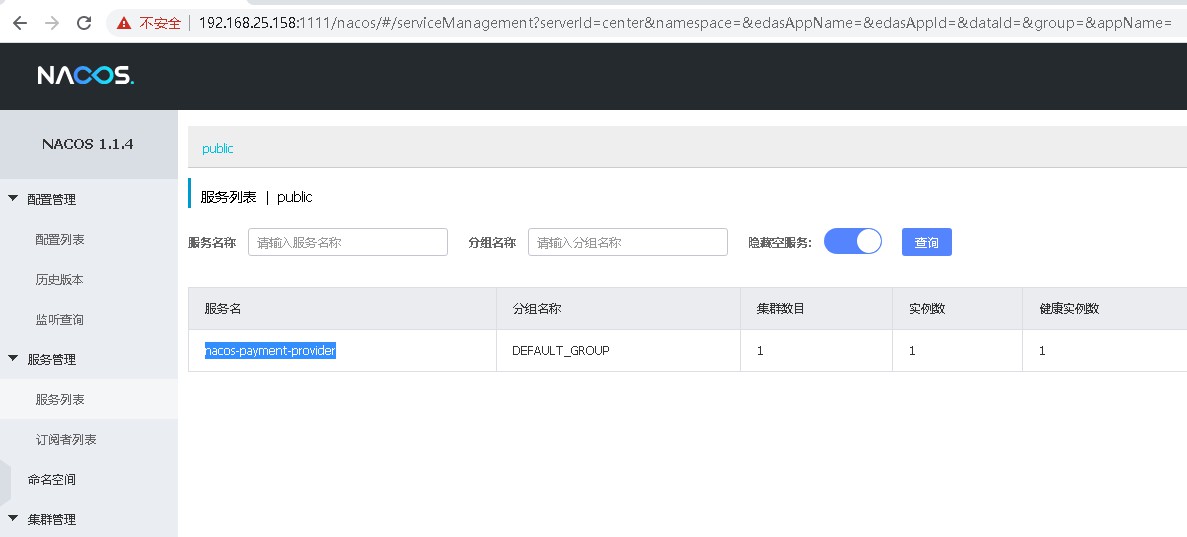 不安全 | 192.168.25.158:1111/nacos/#/serviceManagement?serverId=center&namespace=&edasAppName=&edasAppId=&dataId=&group=&appName=
NACOS.
NACOS 1.1.4
配置管理
配置列表
历史版本
监听查询
服务管理
服务列表
订阅者列表
命名空间
集群管理
public
服务列表 | public
服务名称 请输入服务名称 分组名称 请输入分组名称 隐藏空服务: 查询
服务名 分组名称 集群数目 实例数 健康实例数
nacos-payment-provider DEFAULT_GROUP 1 1 1